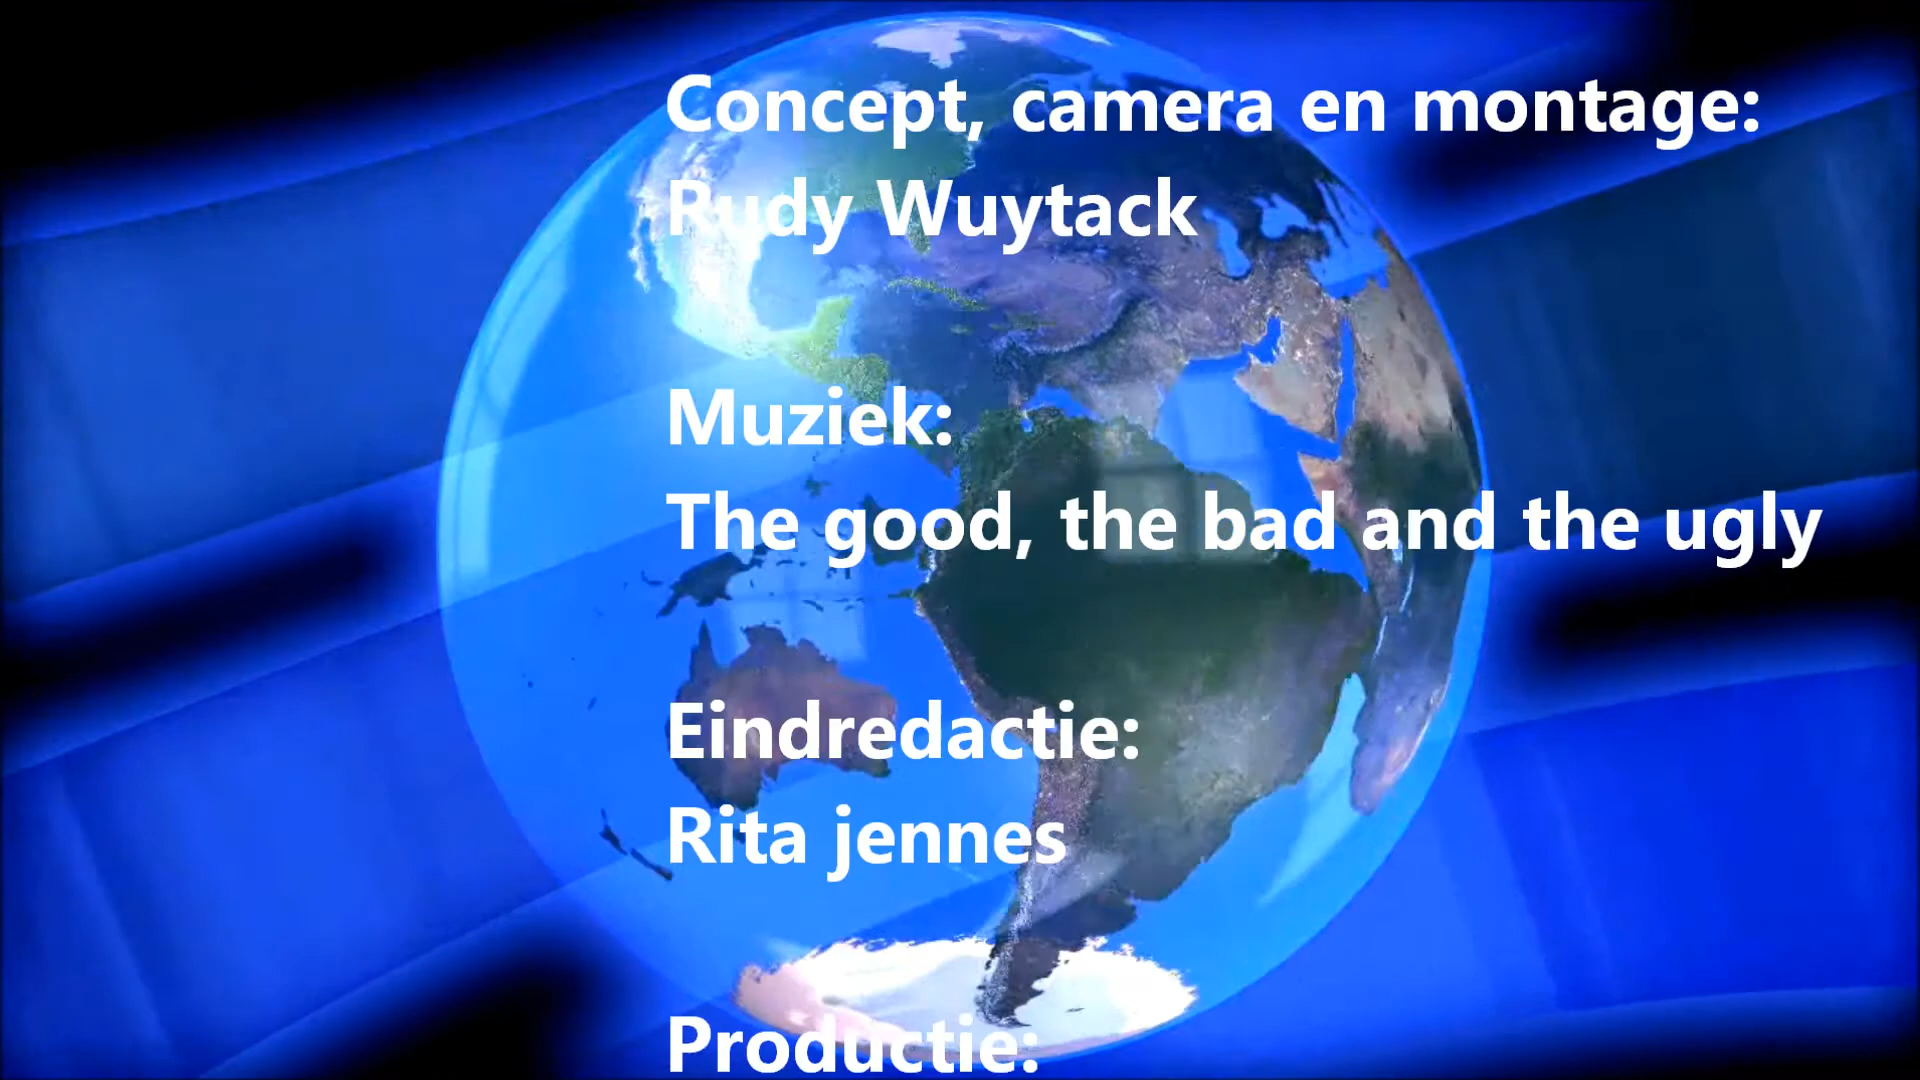 Concept, camera en montage:
Rudy Wuytack
Muziek:
The good, the bad and the ugly
Eindredactie:
Rita jennes
Productie: